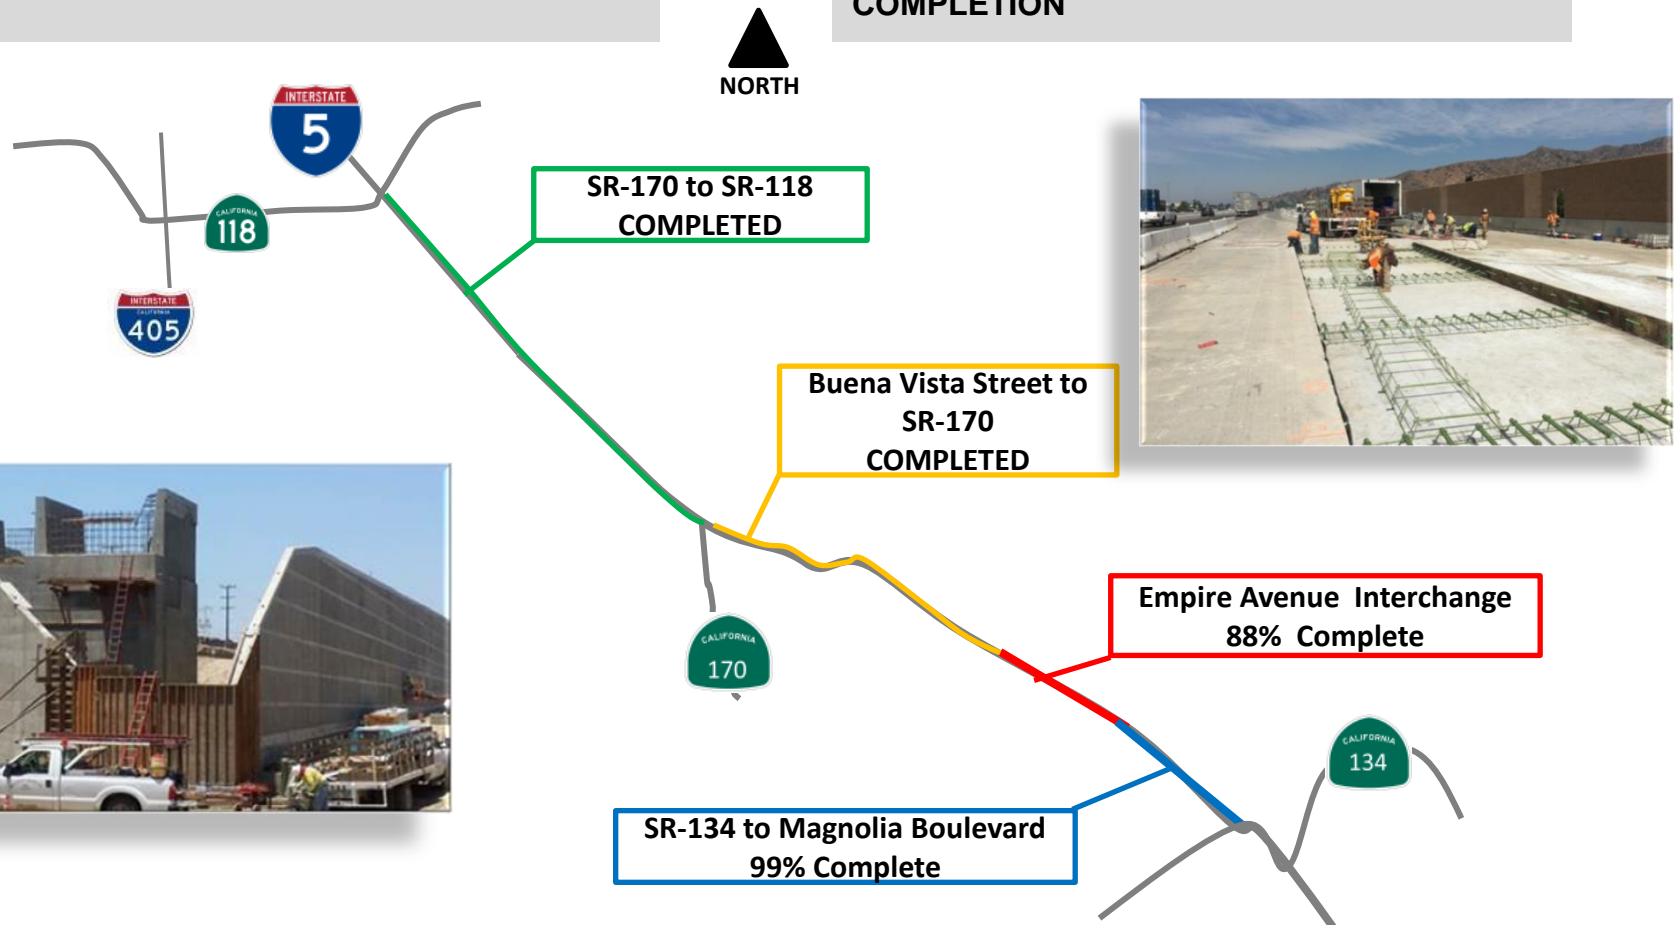 COMPLETION
NORTH
INTERSTATE
5
SR-170 to SR-118
COMPLETED
CALIFORNIA
118
INTERSTATE
CALIFORNIA
405
Buena Vista Street to
SR-170
COMPLETED
Empire Avenue Interchange
88% Complete
CALIFORNIA
170
CALIFORNIA
134
SR-134 to Magnolia Boulevard
99% Complete